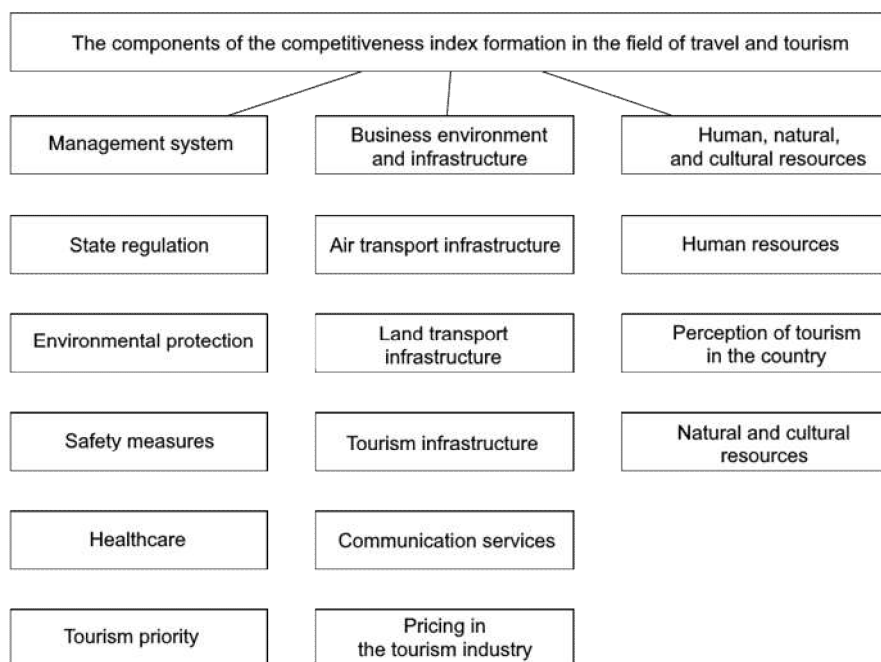 The components of the competitiveness index formation in the field of travel and tourism
Management system
Business environment
and infrastructure
Human, natural,
and cultural resources
State regulation
Air transport infrastructure
Human resources
Environmental protection
Land transport
infrastructure
Perception of tourism
in the country
Safety measures
Tourism infrastructure
Natural and cultural
resources
Healthcare
Communication services
Tourism priority
Pricing in
the tourism industry